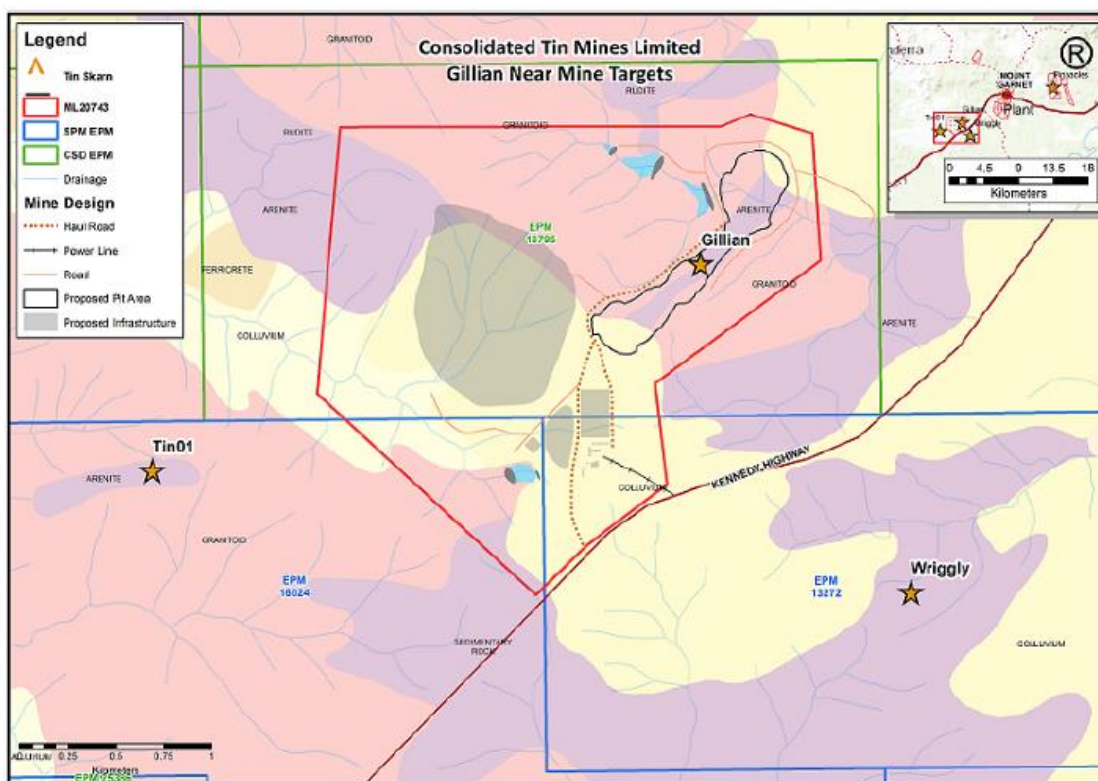 Consolidated Tin Mines Limited
Gillian Near Mine Targets
Legend
Tin Skarn
ML20743
SPM EPM
CSD EPM
Drainage
Mine Design
Haul Road
Power Line
Road
Proposed Pit Area
Proposed Infrastructure
GRANITOID
RUDITE
RUDITE
GRANITOID
ARENITE
ARENITE
EPM
Gillian
FERRICRETE
GRANITOID
ARENITE
COLLUVIUM
Tin01
ARENITE
KENNEDY HIGHWAY
COLLUVIUM
GRANITOID
EPM
EPM
13272
Wriggly
SEDIMENTARY
ROCK
COLLUVIUM
ALLUVIUM
0 0.25 0.5 0.75 1
Kilometers
MOUNT
GARNET
Plant
Pinnacles
Gillian
Tin01
Wriggly
®
0 4.5 9 13.5 18
Kilometers